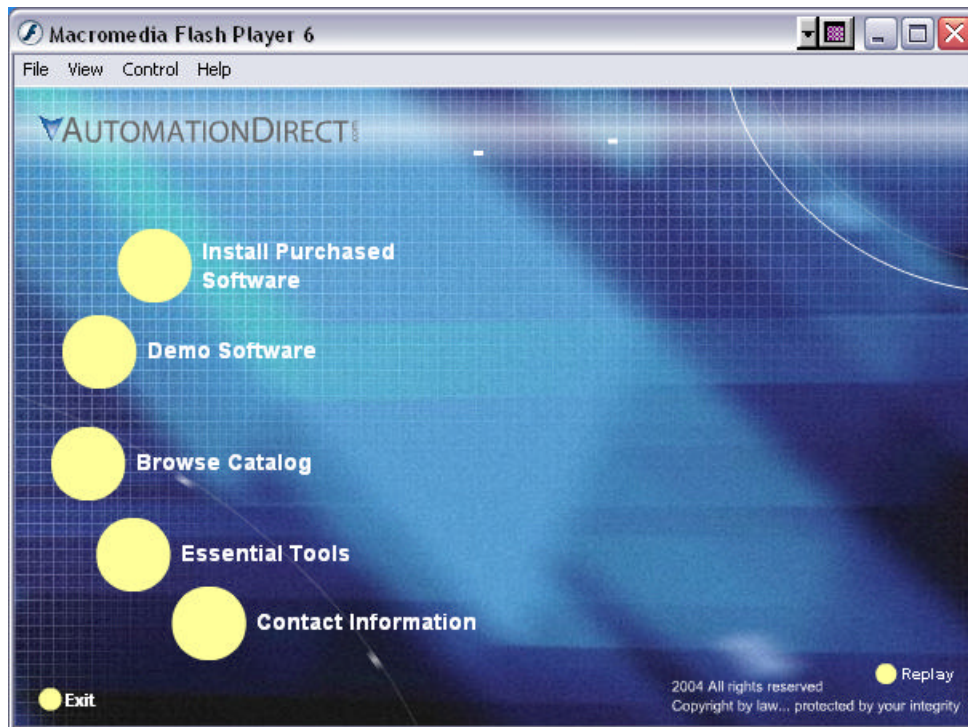 Macromedia Flash Player 6
File View Control Help
AUTOMATIONDIRECT
Install Purchased
Software
Demo Software
Browse Catalog
Essential Tools
Contact Information
Exit
Replay
2004 All rights reserved
Copyright by law... protected by your integrity